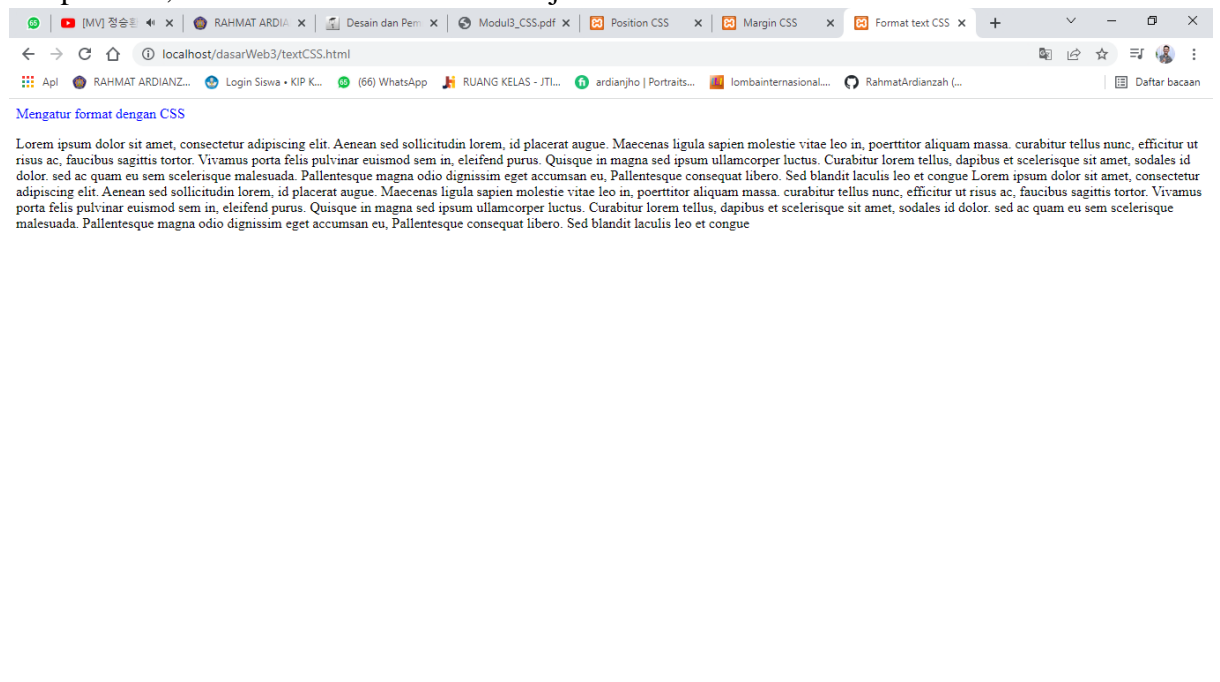 [MV] 정승환
RAHMAT ARDIA
Desain dan Pem
Modul3_CSS.pdf
Position CSS
Margin CSS
Format text CSS
localhost/dasarWeb3/textCSS.html
Apl
RAHMAT ARDIANZ...
Login Siswa • KIP K...
(66) WhatsApp
RUANG KELAS - JTI...
ardianjho | Portraits...
lombainternasional....
RahmatArdianzah (...
Daftar bacaan
Mengatur format dengan CSS
Lorem ipsum dolor sit amet, consectetur adipiscing elit. Aenean sed sollicitudin lorem, id placerat augue. Maecenas ligula sapien molestie vitae leo in, poerttitor aliquam massa. curabitur tellus nunc, efficitur ut
risus ac, faucibus sagittis tortor. Vivamus porta felis pulvinar euismod sem in, eleifend purus. Quisque in magna sed ipsum ullamcorper luctus. Curabitur lorem tellus, dapibus et scelerisque sit amet, sodales id
dolor. sed ac quam eu sem scelerisque malesuada. Pallentesque magna odio dignissim eget accumsan eu, Pallentesque consequat libero. Sed blandit laculis leo et congue Lorem ipsum dolor sit amet, consectetur
adipiscing elit. Aenean sed sollicitudin lorem, id placerat augue. Maecenas ligula sapien molestie vitae leo in, poerttitor aliquam massa. curabitur tellus nunc, efficitur ut risus ac, faucibus sagittis tortor. Vivamus
porta felis pulvinar euismod sem in, eleifend purus. Quisque in magna sed ipsum ullamcorper luctus. Curabitur lorem tellus, dapibus et scelerisque sit amet, sodales id dolor. sed ac quam eu sem scelerisque
malesuada. Pallentesque magna odio dignissim eget accumsan eu, Pallentesque consequat libero. Sed blandit laculis leo et congue